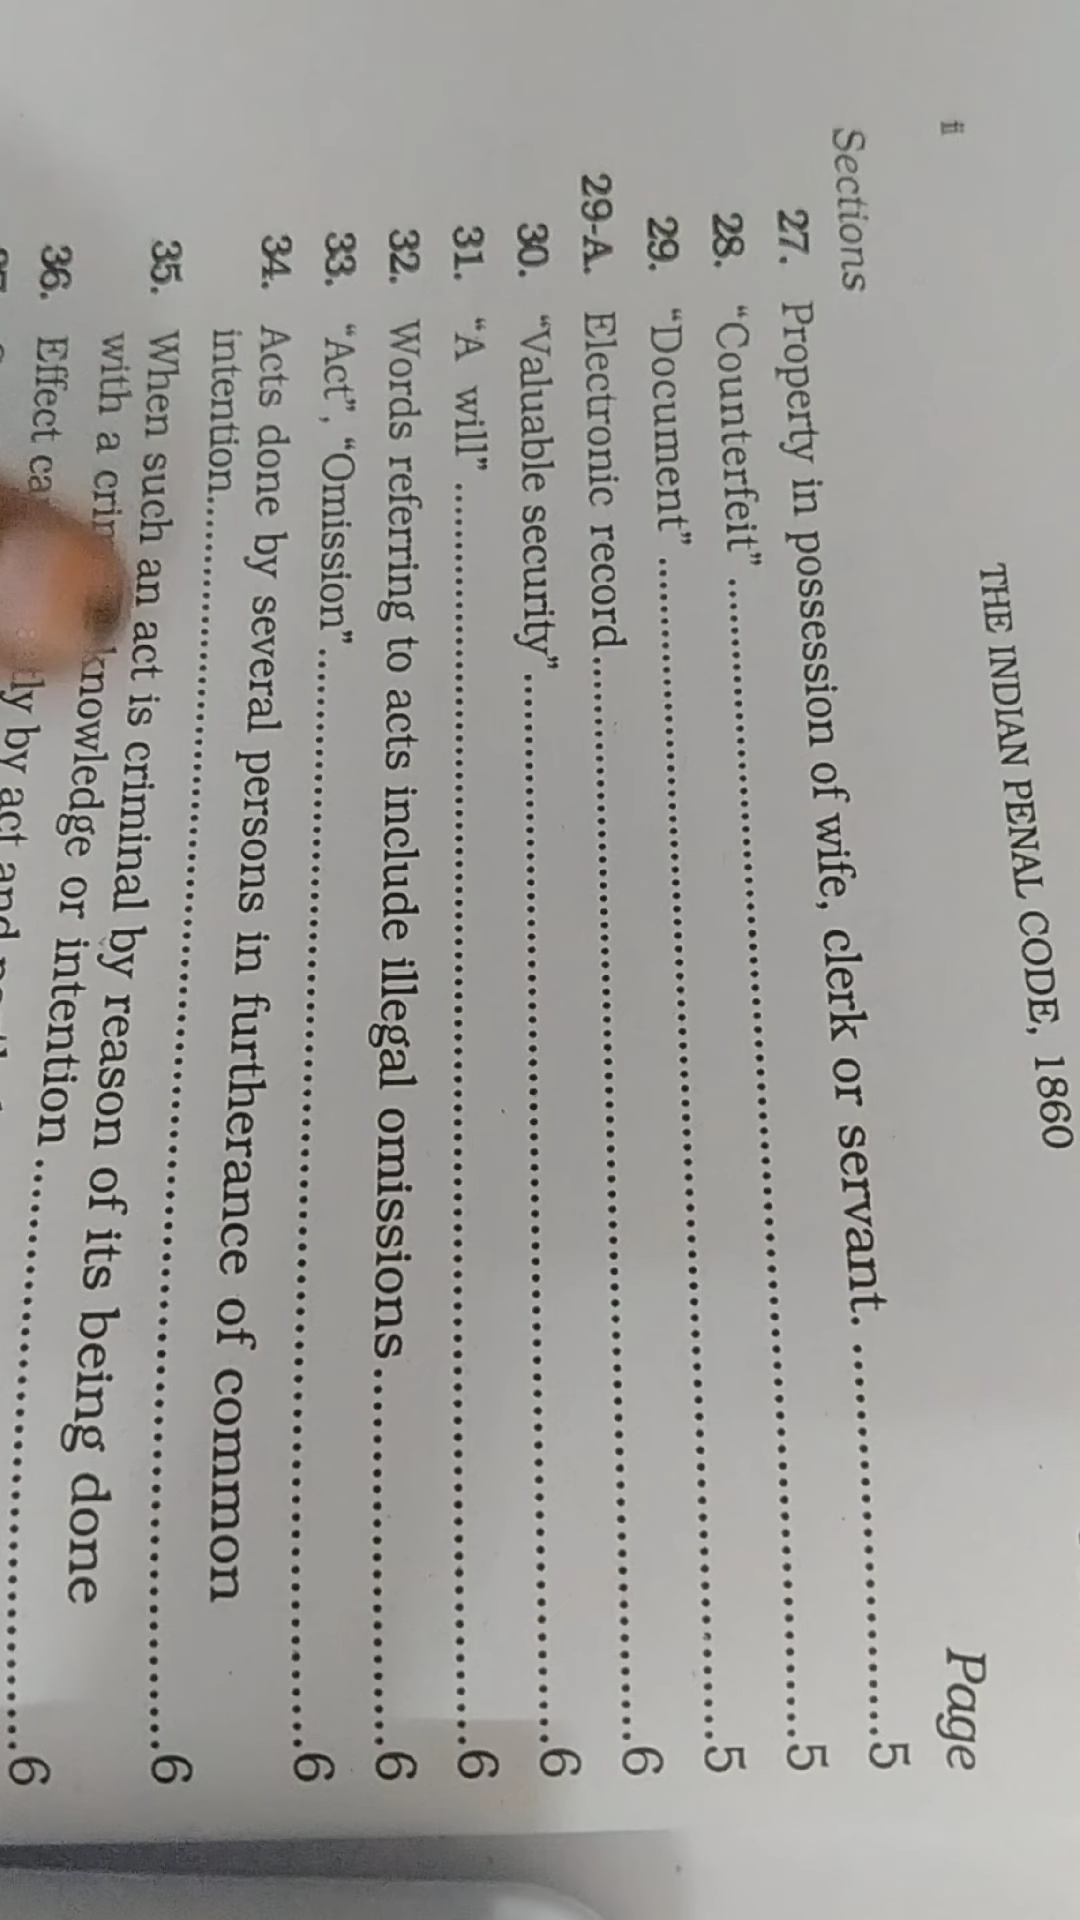 ii
THE INDIAN PENAL CODE, 1860
Sections Page
27. Property in possession of wife, clerk or servant. ..............................5
28. “Counterfeit” ..............................5
29. “Document” ..............................5
29-A. Electronic record..............................6
30. “Valuable security”..............................6
31. “A will” ..............................6
32. Words referring to acts include illegal omissions..............................6
33. “Act”, “Omission”..............................6
34. Acts done by several persons in furtherance of common
intention..............................6
35. When such an act is criminal by reason of its being done
with a knowledge or intention ..............................6
36. Effect by act and